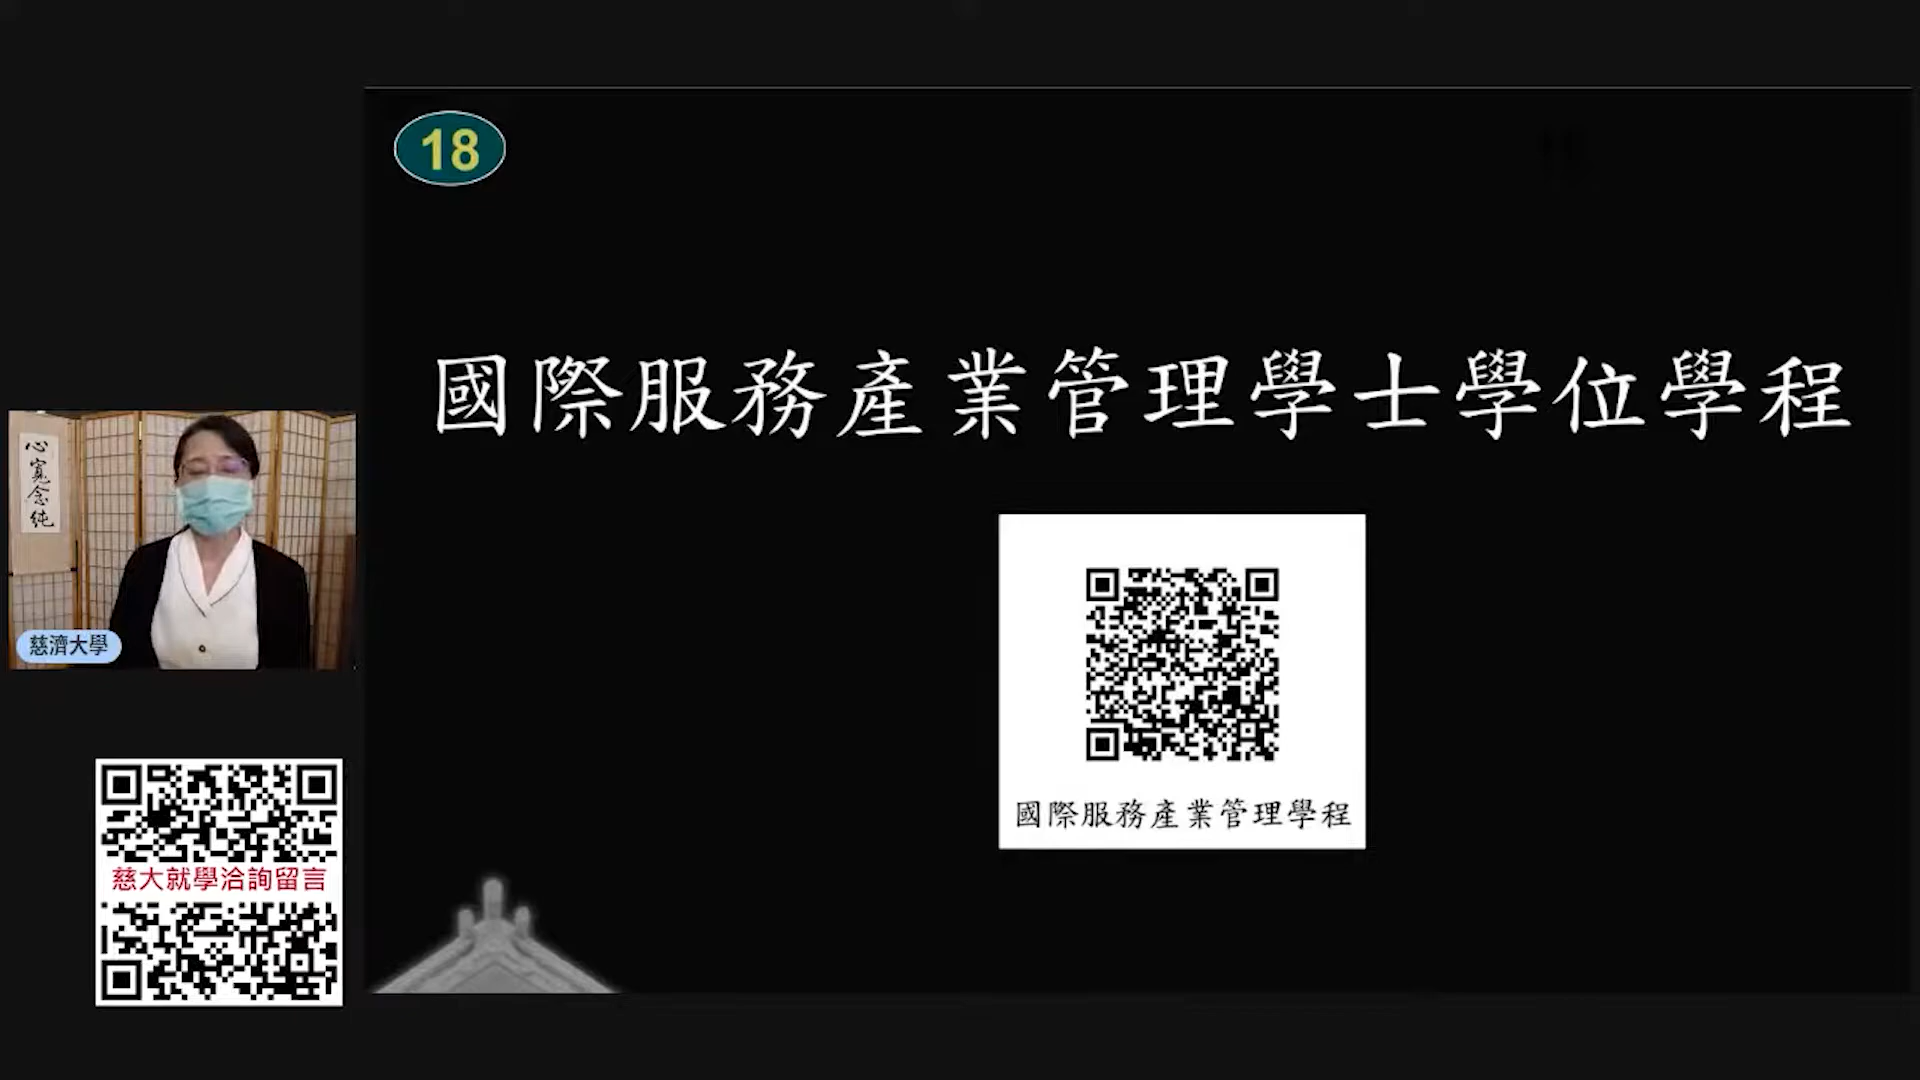 18
國際服務產業管理學士學位學程
心寬念純
慈濟大學
國際服務產業管理學程
慈大就學洽詢留言